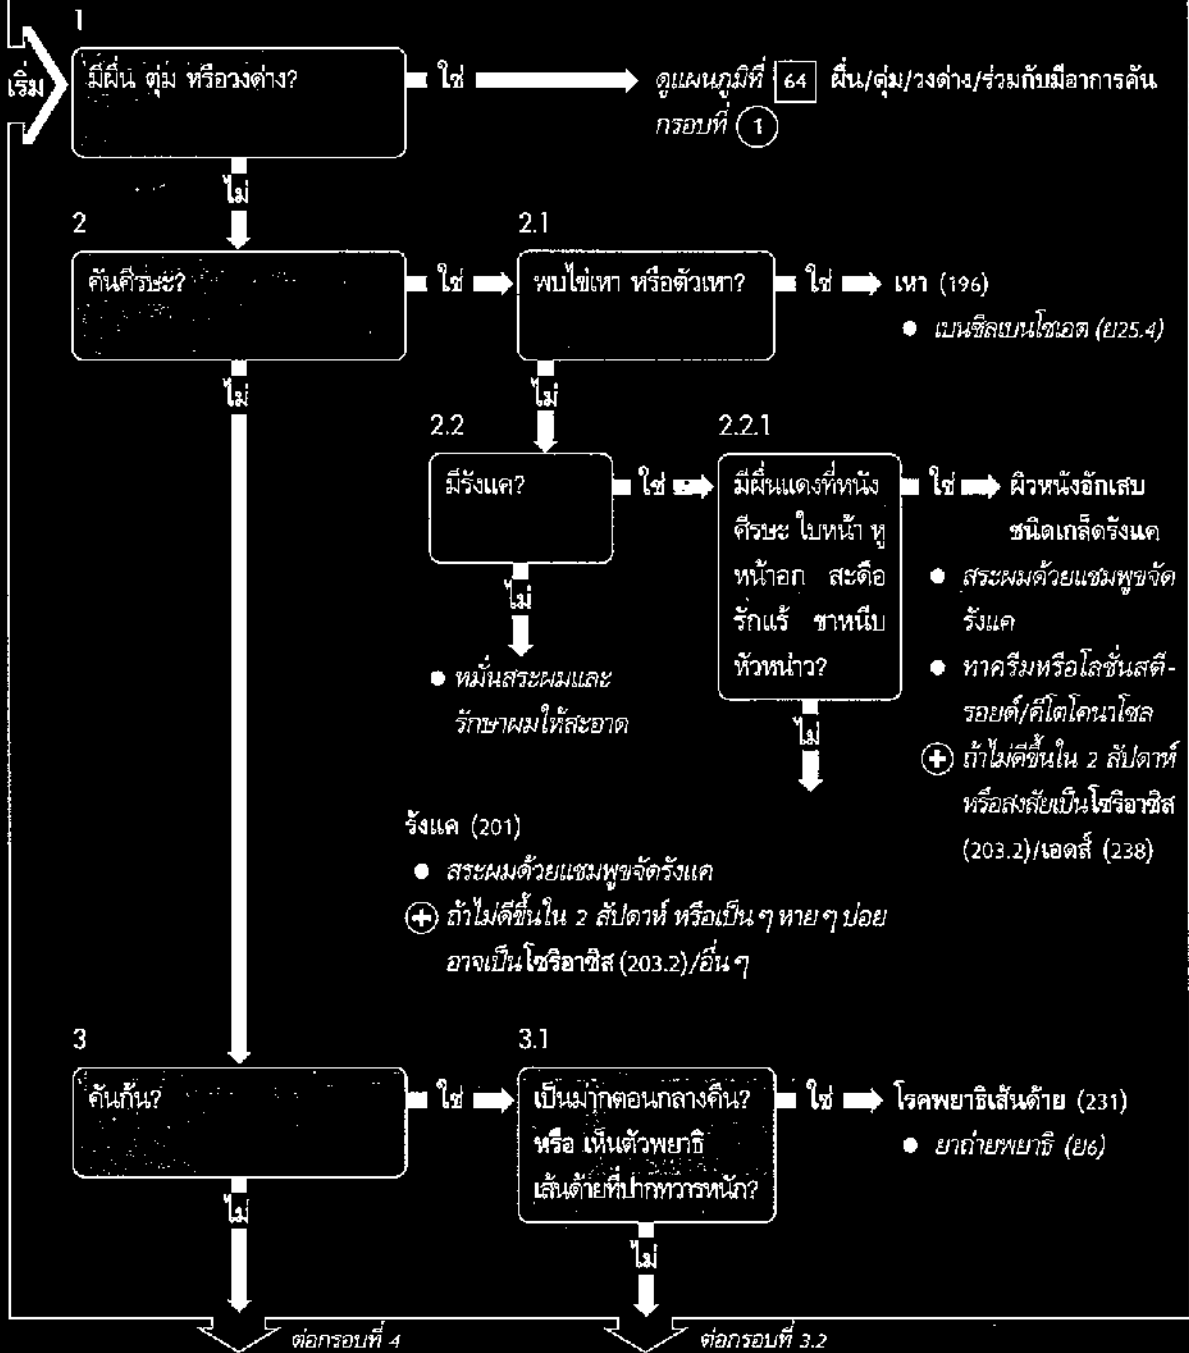 1
เริ่ม
มีผื่น ตุ่ม หรือวงด่าง?
ใช่
ดูแผนภูมิที่ 64 ผื่น/ตุ่ม/วงด่าง/ร่วมกับมีอาการคัน
กรอบที่ 1
ไม่
2
คันศีรษะ?
ใช่
2.1
พบไข่เหา หรือตัวเหา?
ใช่
เหา (196)
● เบนซิลเบนโซเอต (ย25.4)
ไม่
ไม่
2.2
มีรังแค?
ใช่
2.2.1
มีผื่นแดงที่หนัง
ศีรษะ ใบหน้า หู
หน้าอก สะดือ
รักแร้ ขาหนีบ
หัวหน่าว?
ใช่
ผิวหนังอักเสบ
ชนิดเกล็ดรังแค
● สระผมด้วยแชมพูขจัด
รังแค
● ทาครีมหรือโลชั่นสตี-
รอยด์/คีโตโคนาโซล
⊕ ถ้าไม่ดีขึ้นใน 2 สัปดาห์
หรือสงสัยเป็นโซริอาซิส
(203.2)/เอดส์ (238)
ไม่
● หมั่นสระผมและ
รักษาผมให้สะอาด
ไม่
รังแค (201)
● สระผมด้วยแชมพูขจัดรังแค
⊕ ถ้าไม่ดีขึ้นใน 2 สัปดาห์ หรือเป็น ๆ หาย ๆ บ่อย
อาจเป็นโซริอาซิส (203.2)/อื่น ๆ
3
คันก้น?
ใช่
3.1
เป็นมากตอนกลางคืน?
หรือ เห็นตัวพยาธิ
เส้นด้ายที่ปากทวารหนัก?
ใช่
โรคพยาธิเส้นด้าย (231)
● ยาถ่ายพยาธิ (ย6)
ไม่
ไม่
ต่อกรอบที่ 4
ต่อกรอบที่ 3.2